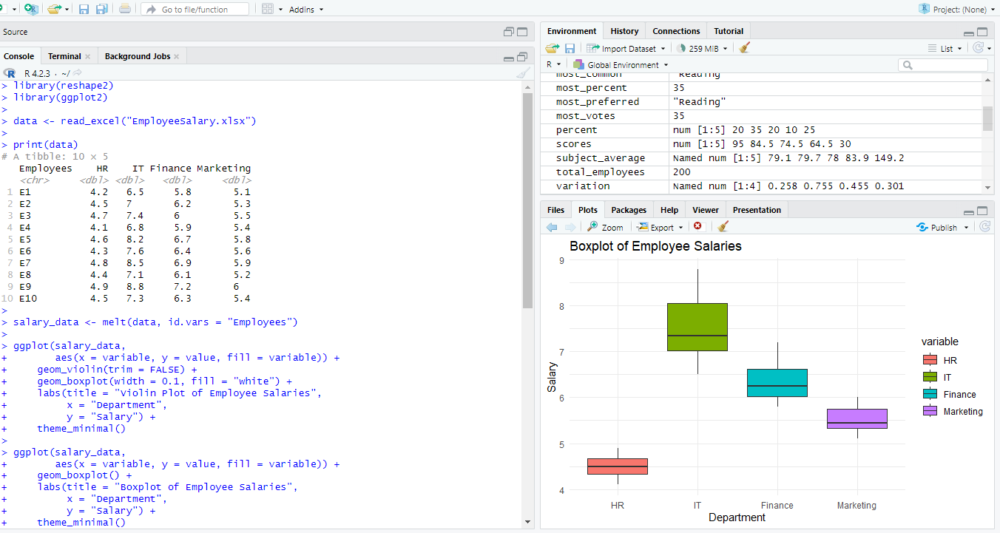 Go to file/function
Addins
Project: (None)
Source
Console Terminal Background Jobs
R 4.2.3 · ~/
> library(reshape2)
> library(ggplot2)
>
> data <- read_excel("EmployeeSalary.xlsx")
>
> print(data)
# A tibble: 10 × 5
Employees HR IT Finance Marketing
<chr> <dbl> <dbl> <dbl> <dbl>
1 E1 4.2 6.5 5.8 5.1
2 E2 4.5 7 6.2 5.3
3 E3 4.7 7.4 6 5.5
4 E4 4.1 6.8 5.9 5.4
5 E5 4.6 8.2 6.7 5.8
6 E6 4.3 7.6 6.4 5.6
7 E7 4.8 8.5 6.9 5.9
8 E8 4.4 7.1 6.1 5.2
9 E9 4.9 8.8 7.2 6
10 E10 4.5 7.3 6.3 5.4
>
> salary_data <- melt(data, id.vars = "Employees")
>
> ggplot(salary_data,
+ aes(x = variable, y = value, fill = variable)) +
+ geom_violin(trim = FALSE) +
+ geom_boxplot(width = 0.1, fill = "white") +
+ labs(title = "Violin Plot of Employee Salaries",
+ x = "Department",
+ y = "Salary") +
+ theme_minimal()
>
> ggplot(salary_data,
+ aes(x = variable, y = value, fill = variable)) +
+ geom_boxplot() +
+ labs(title = "Boxplot of Employee Salaries",
+ x = "Department",
+ y = "Salary") +
+ theme_minimal()
Environment History Connections Tutorial
Import Dataset 259 MiB List
R Global Environment
most_common "Reading"
most_percent 35
most_preferred "Reading"
most_votes 35
percent num [1:5] 20 35 20 10 25
scores num [1:5] 95 84.5 74.5 64.5 30
subject_average Named num [1:5] 79.1 79.7 78 83.9 149.2
total_employees 200
variation Named num [1:4] 0.258 0.755 0.455 0.301
Files Plots Packages Help Viewer Presentation
Zoom Export Publish
Boxplot of Employee Salaries
9
8
7
6
5
4
Salary
HR IT Finance Marketing
Department
variable
HR
IT
Finance
Marketing